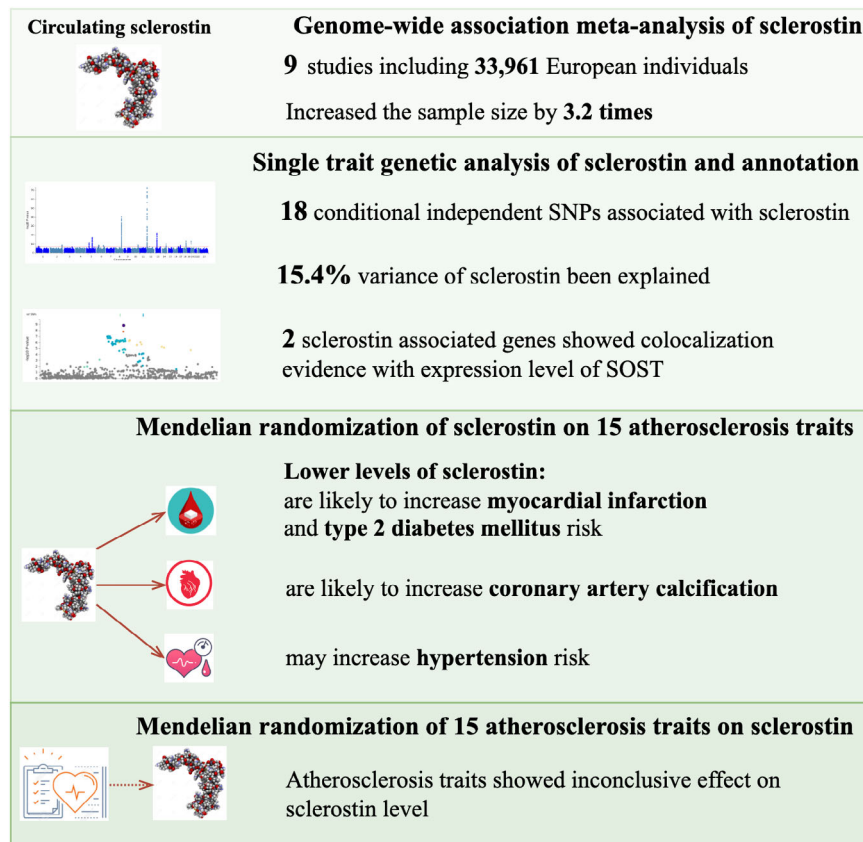 Circulating sclerostin
Genome-wide association meta-analysis of sclerostin
9 studies including 33,961 European individuals
Increased the sample size by 3.2 times
Single trait genetic analysis of sclerostin and annotation
18 conditional independent SNPs associated with sclerostin
15.4% variance of sclerostin been explained
2 sclerostin associated genes showed colocalization
evidence with expression level of SOST
Mendelian randomization of sclerostin on 15 atherosclerosis traits
Lower levels of sclerostin:
are likely to increase myocardial infarction
and type 2 diabetes mellitus risk
are likely to increase coronary artery calcification
may increase hypertension risk
Mendelian randomization of 15 atherosclerosis traits on sclerostin
Atherosclerosis traits showed inconclusive effect on
sclerostin level